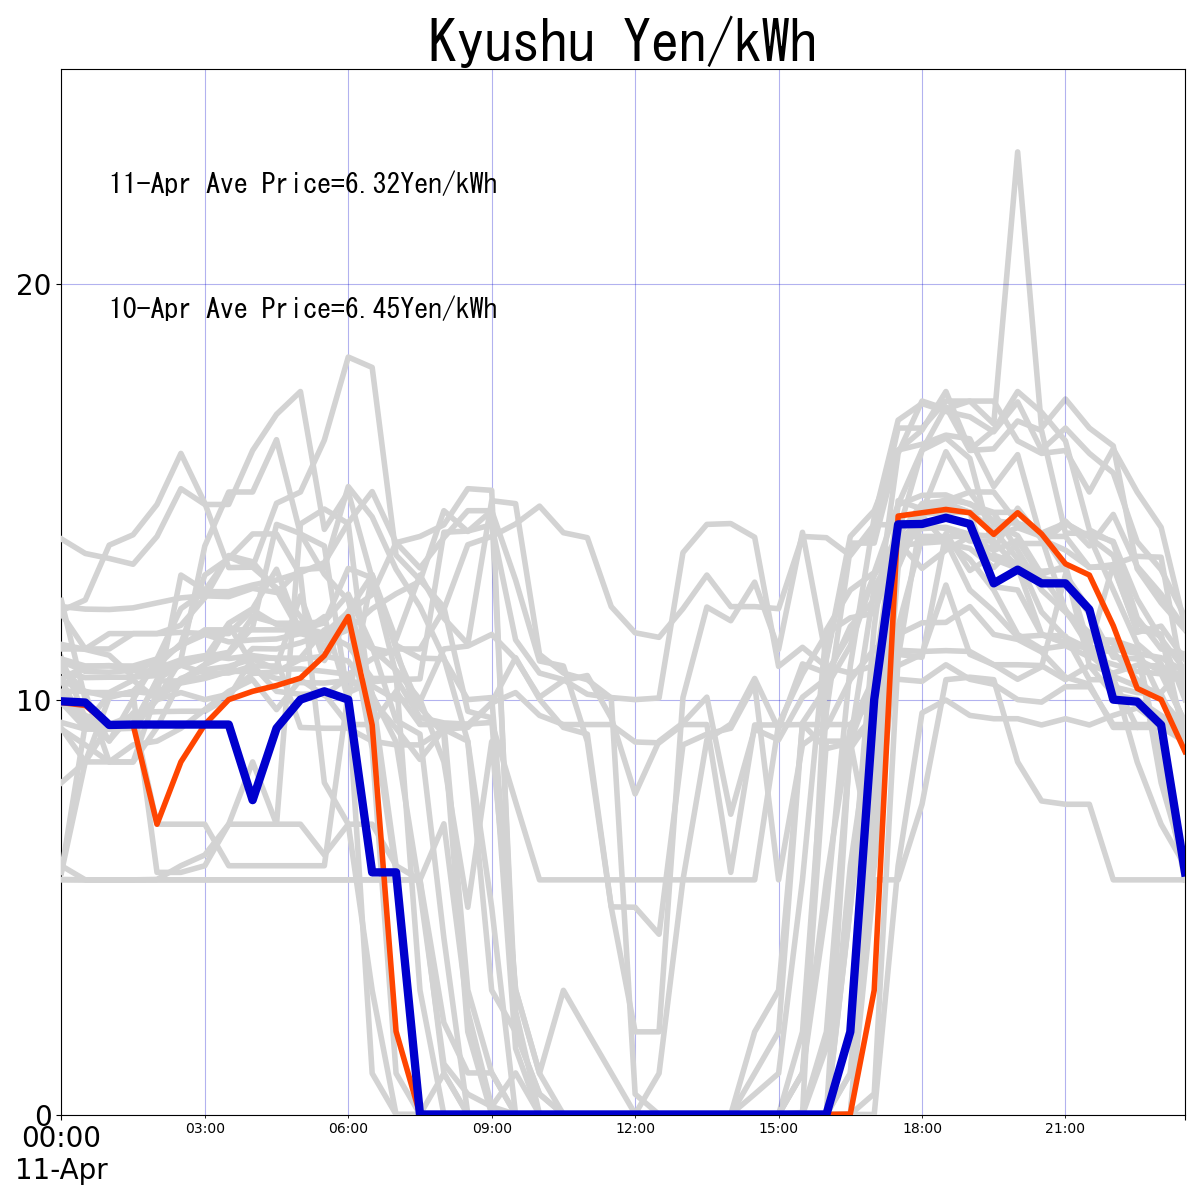 Kyushu Yen/kWh
11-Apr Ave Price=6.32Yen/kWh
10-Apr Ave Price=6.45Yen/kWh
20
10
0
00:00 03:00 06:00 09:00 12:00 15:00 18:00 21:00
11-Apr